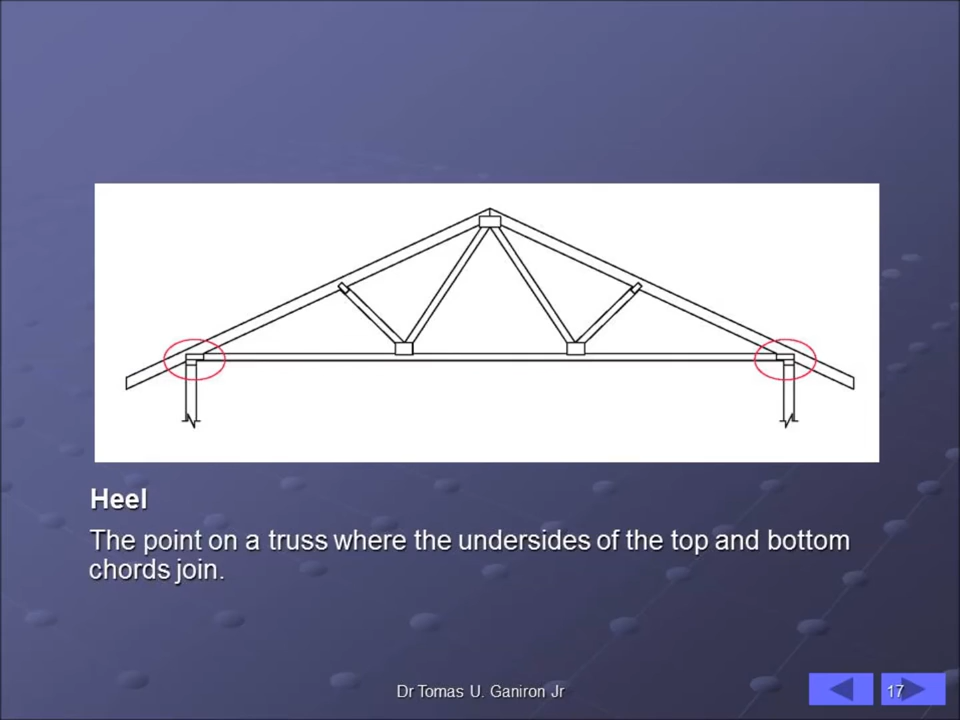 Heel
The point on a truss where the undersides of the top and bottom
chords join.
Dr Tomas U. Ganiron Jr
17